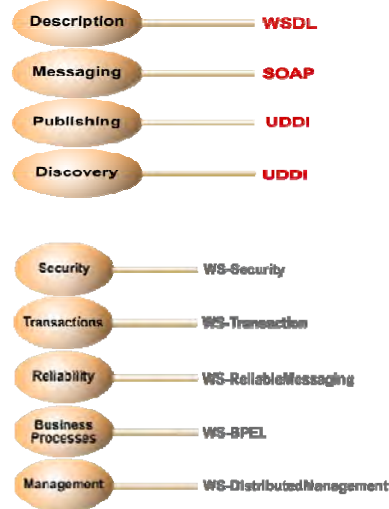 Description WSDL
Messaging SOAP
Publishing UDDI
Discovery UDDI
Security WS-Security
Transactions WS-Transaction
Reliability WS-ReliableMessaging
Business
Processes WS-BPEL
Management WS-DistributedManagement